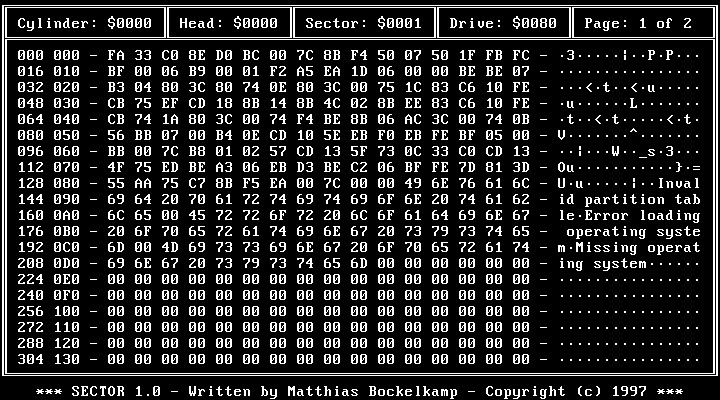 Cylinder: $0000 Head: $0000 Sector: $0001 Drive: $0080 Page: 1 of 2
000 000 - FA 33 C0 8E D0 BC 00 7C 8B F4 50 07 50 1F FB FC - ·3·····¦··P·P···
016 010 - BF 00 06 B9 00 01 F2 A5 EA 1D 06 00 00 BE BE 07 - ················
032 020 - B3 04 80 3C 80 74 0E 80 3C 00 75 1C 83 C6 10 FE - ···<·t··<·u·····
048 030 - CB 75 EF CD 18 8B 14 8B 4C 02 8B EE 83 C6 10 FE - ·u······L·······
064 040 - CB 74 1A 80 3C 00 74 F4 BE 8B 06 AC 3C 00 74 0B - ·t··<·t·····<·t·
080 050 - 56 BB 07 00 B4 0E CD 10 5E EB F0 EB FE BF 05 00 - V·······^·······
096 060 - BB 00 7C B8 01 02 57 CD 13 5F 73 0C 33 C0 CD 13 - ··¦···W··_s·3···
112 070 - 4F 75 ED BE A3 06 EB D3 BE C2 06 BF FE 7D 81 3D - Ou···········}·=
128 080 - 55 AA 75 C7 8B F5 EA 00 7C 00 00 49 6E 76 61 6C - U·u·····¦··Inval
144 090 - 69 64 20 70 61 72 74 69 74 69 6F 6E 20 74 61 62 - id partition tab
160 0A0 - 6C 65 00 45 72 72 6F 72 20 6C 6F 61 64 69 6E 67 - le·Error loading
176 0B0 - 20 6F 70 65 72 61 74 69 6E 67 20 73 79 73 74 65 - operating syste
192 0C0 - 6D 00 4D 69 73 73 69 6E 67 20 6F 70 65 72 61 74 - m·Missing operat
208 0D0 - 69 6E 67 20 73 79 73 74 65 6D 00 00 00 00 00 00 - ing system······
224 0E0 - 00 00 00 00 00 00 00 00 00 00 00 00 00 00 00 00 - ················
240 0F0 - 00 00 00 00 00 00 00 00 00 00 00 00 00 00 00 00 - ················
256 100 - 00 00 00 00 00 00 00 00 00 00 00 00 00 00 00 00 - ················
272 110 - 00 00 00 00 00 00 00 00 00 00 00 00 00 00 00 00 - ················
288 120 - 00 00 00 00 00 00 00 00 00 00 00 00 00 00 00 00 - ················
304 130 - 00 00 00 00 00 00 00 00 00 00 00 00 00 00 00 00 - ················
*** SECTOR 1.0 - Written by Matthias Bockelkamp - Copyright (c) 1997 ***